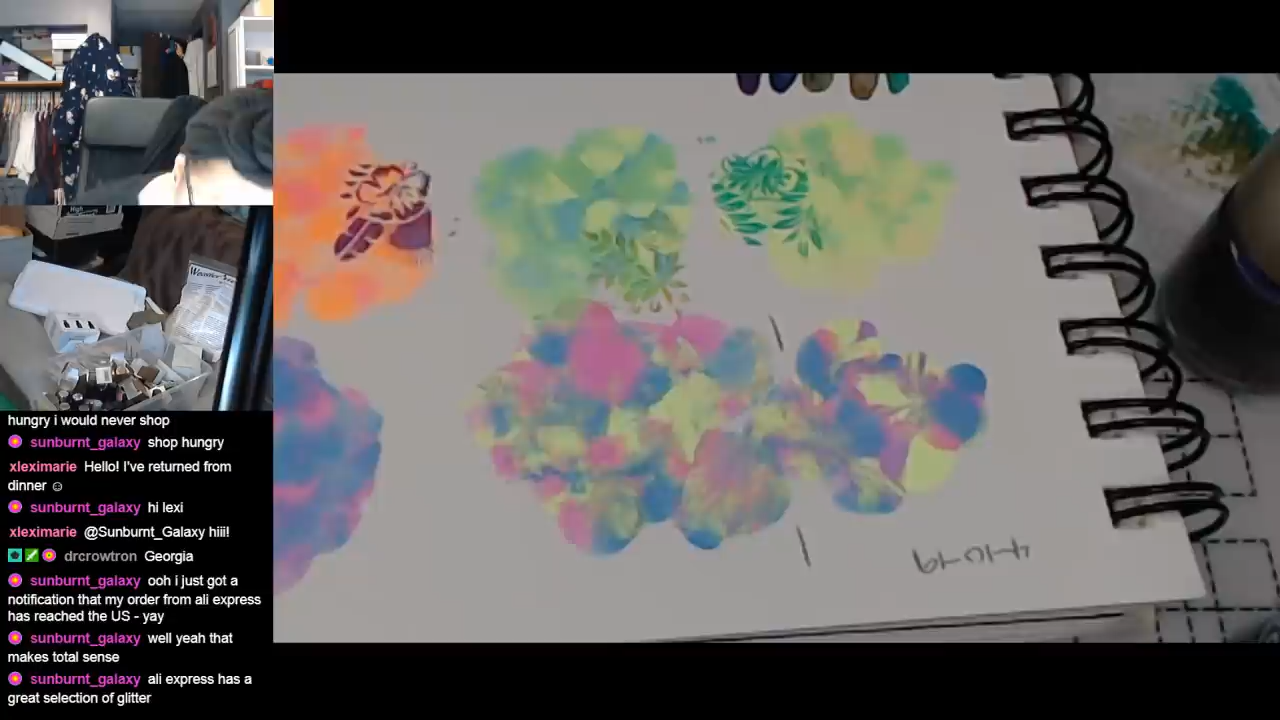 hungry i would never shop
sunburnt_galaxy shop hungry
xleximarie Hello! I've returned from
dinner ☺
sunburnt_galaxy hi lexi
xleximarie @Sunburnt_Galaxy hiii!
drcrowtron Georgia
sunburnt_galaxy ooh i just got a
notification that my order from ali express
has reached the US - yay
sunburnt_galaxy well yeah that
makes total sense
sunburnt_galaxy ali express has a
great selection of glitter